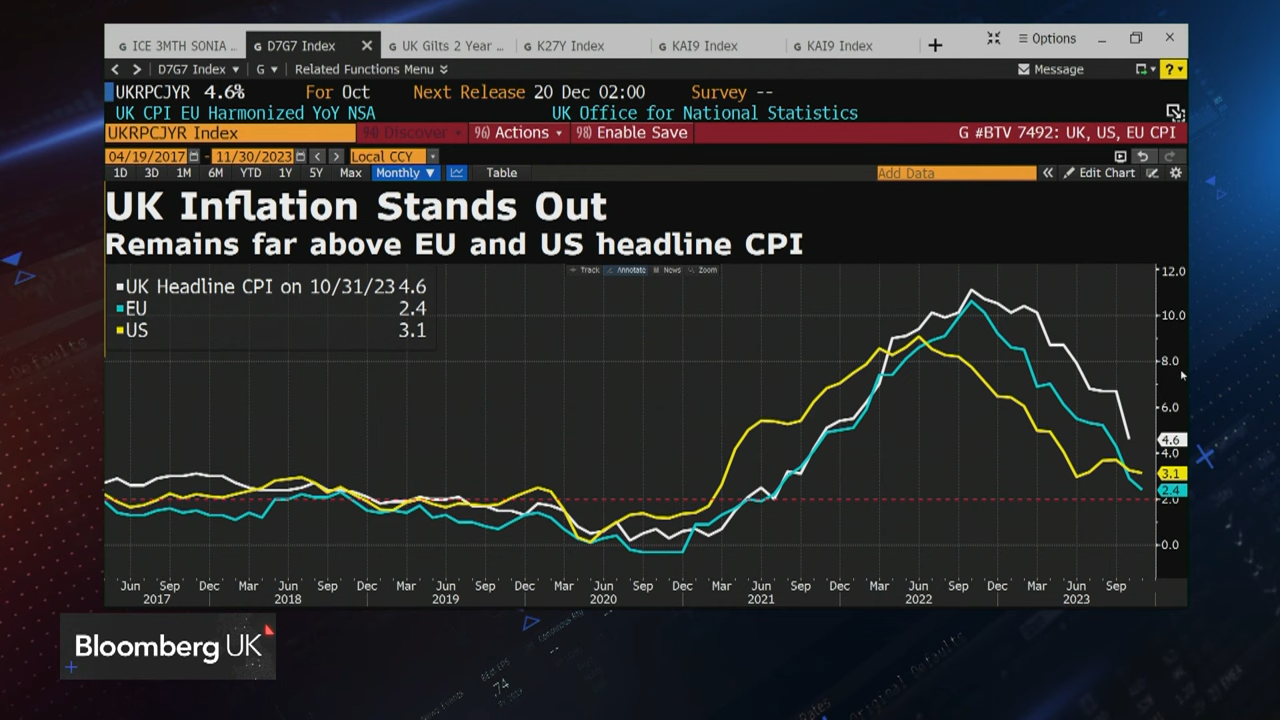 G ICE 3MTH SONIA ... G D7G7 Index G UK Gilts 2 Year ... G K27Y Index G KAI9 Index G KAI9 Index Options
D7G7 Index G Related Functions Menu Message ?
UKRPCJYR 4.6% For Oct Next Release 20 Dec 02:00 Survey --
UK CPI EU Harmonized YoY NSA UK Office for National Statistics
UKRPCJYR Index 94) Discover 96) Actions 98) Enable Save G #BTV 7492: UK, US, EU CPI
04/19/2017 - 11/30/2023 Local CCY
1D 3D 1M 6M YTD 1Y 5Y Max Monthly Table Add Data Edit Chart
UK Inflation Stands Out
Remains far above EU and US headline CPI
Track Annotate News Zoom
UK Headline CPI on 10/31/23 4.6
EU 2.4
US 3.1
12.0
10.0
8.0
6.0
4.6
4.0
3.1
2.4
2.0
0.0
Jun Sep Dec Mar Jun Sep Dec Mar Jun Sep Dec Mar Jun Sep Dec Mar Jun Sep Dec Mar Jun Sep Dec Mar Jun Sep
2017 2018 2019 2020 2021 2022 2023
Bloomberg UK